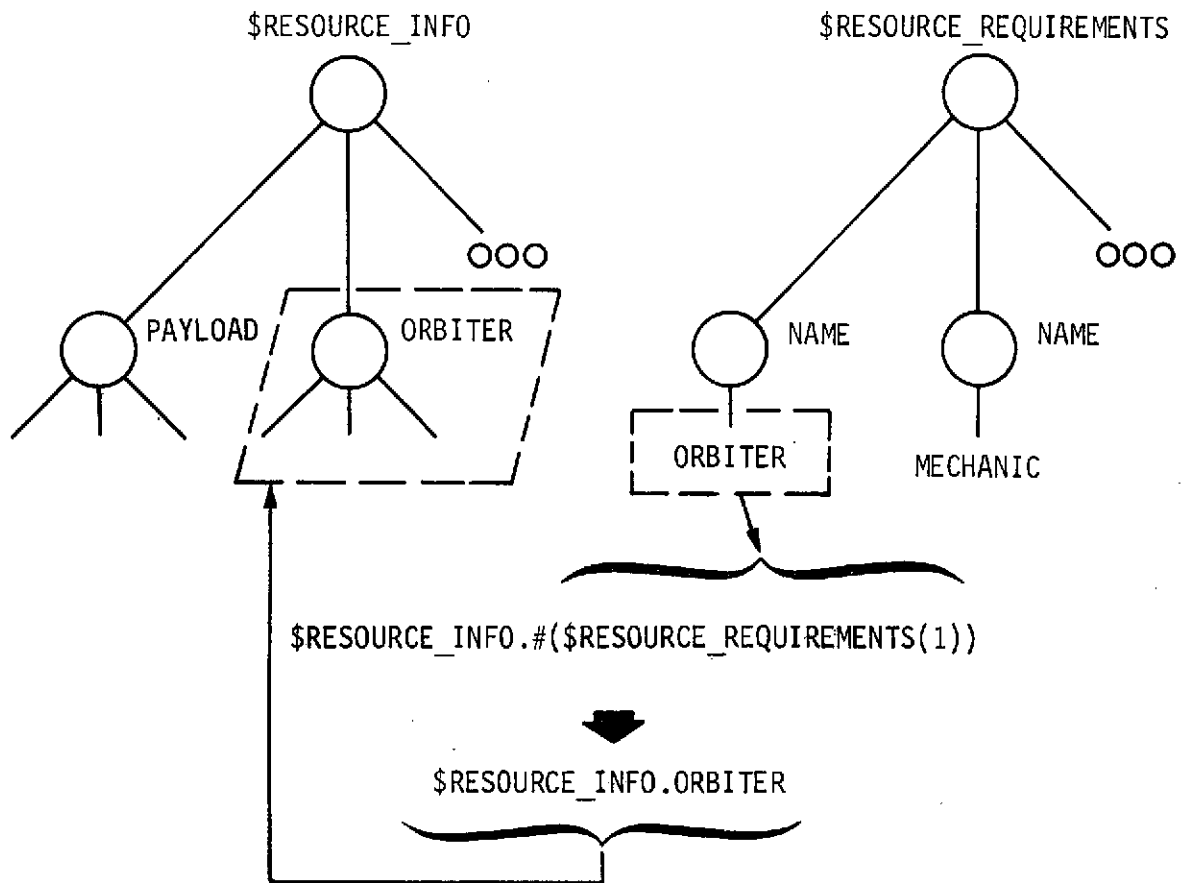 $RESOURCE_INFO $RESOURCE_REQUIREMENTS
PAYLOAD ORBITER NAME NAME
ORBITER MECHANIC
$RESOURCE_INFO.#($RESOURCE_REQUIREMENTS(1))
$RESOURCE_INFO.ORBITER